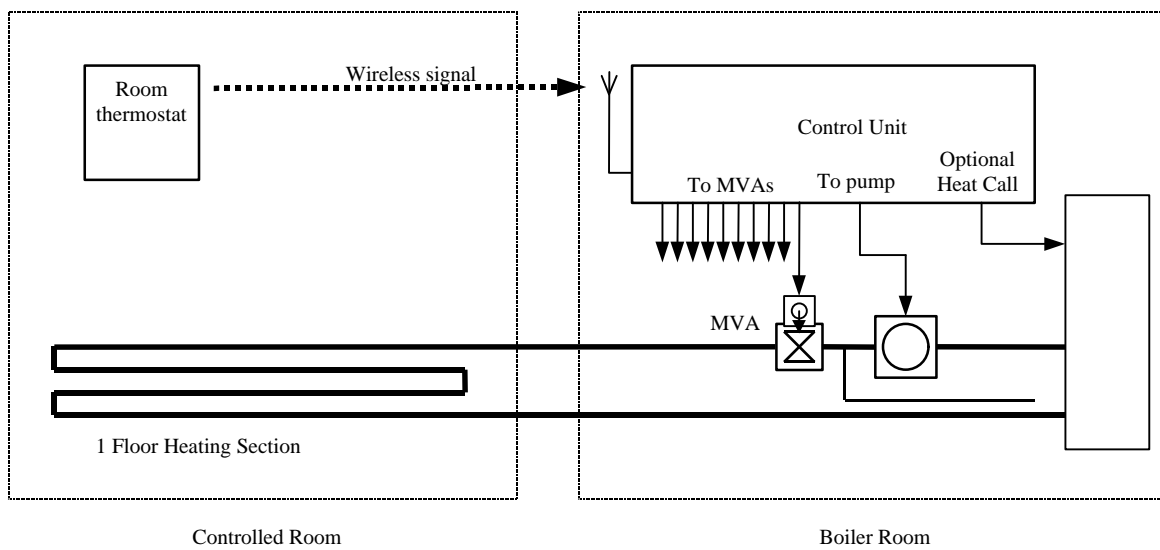 Room
thermostat
Wireless signal
Control Unit
To MVAs
To pump
Optional
Heat Call
MVA
1 Floor Heating Section
Controlled Room
Boiler Room